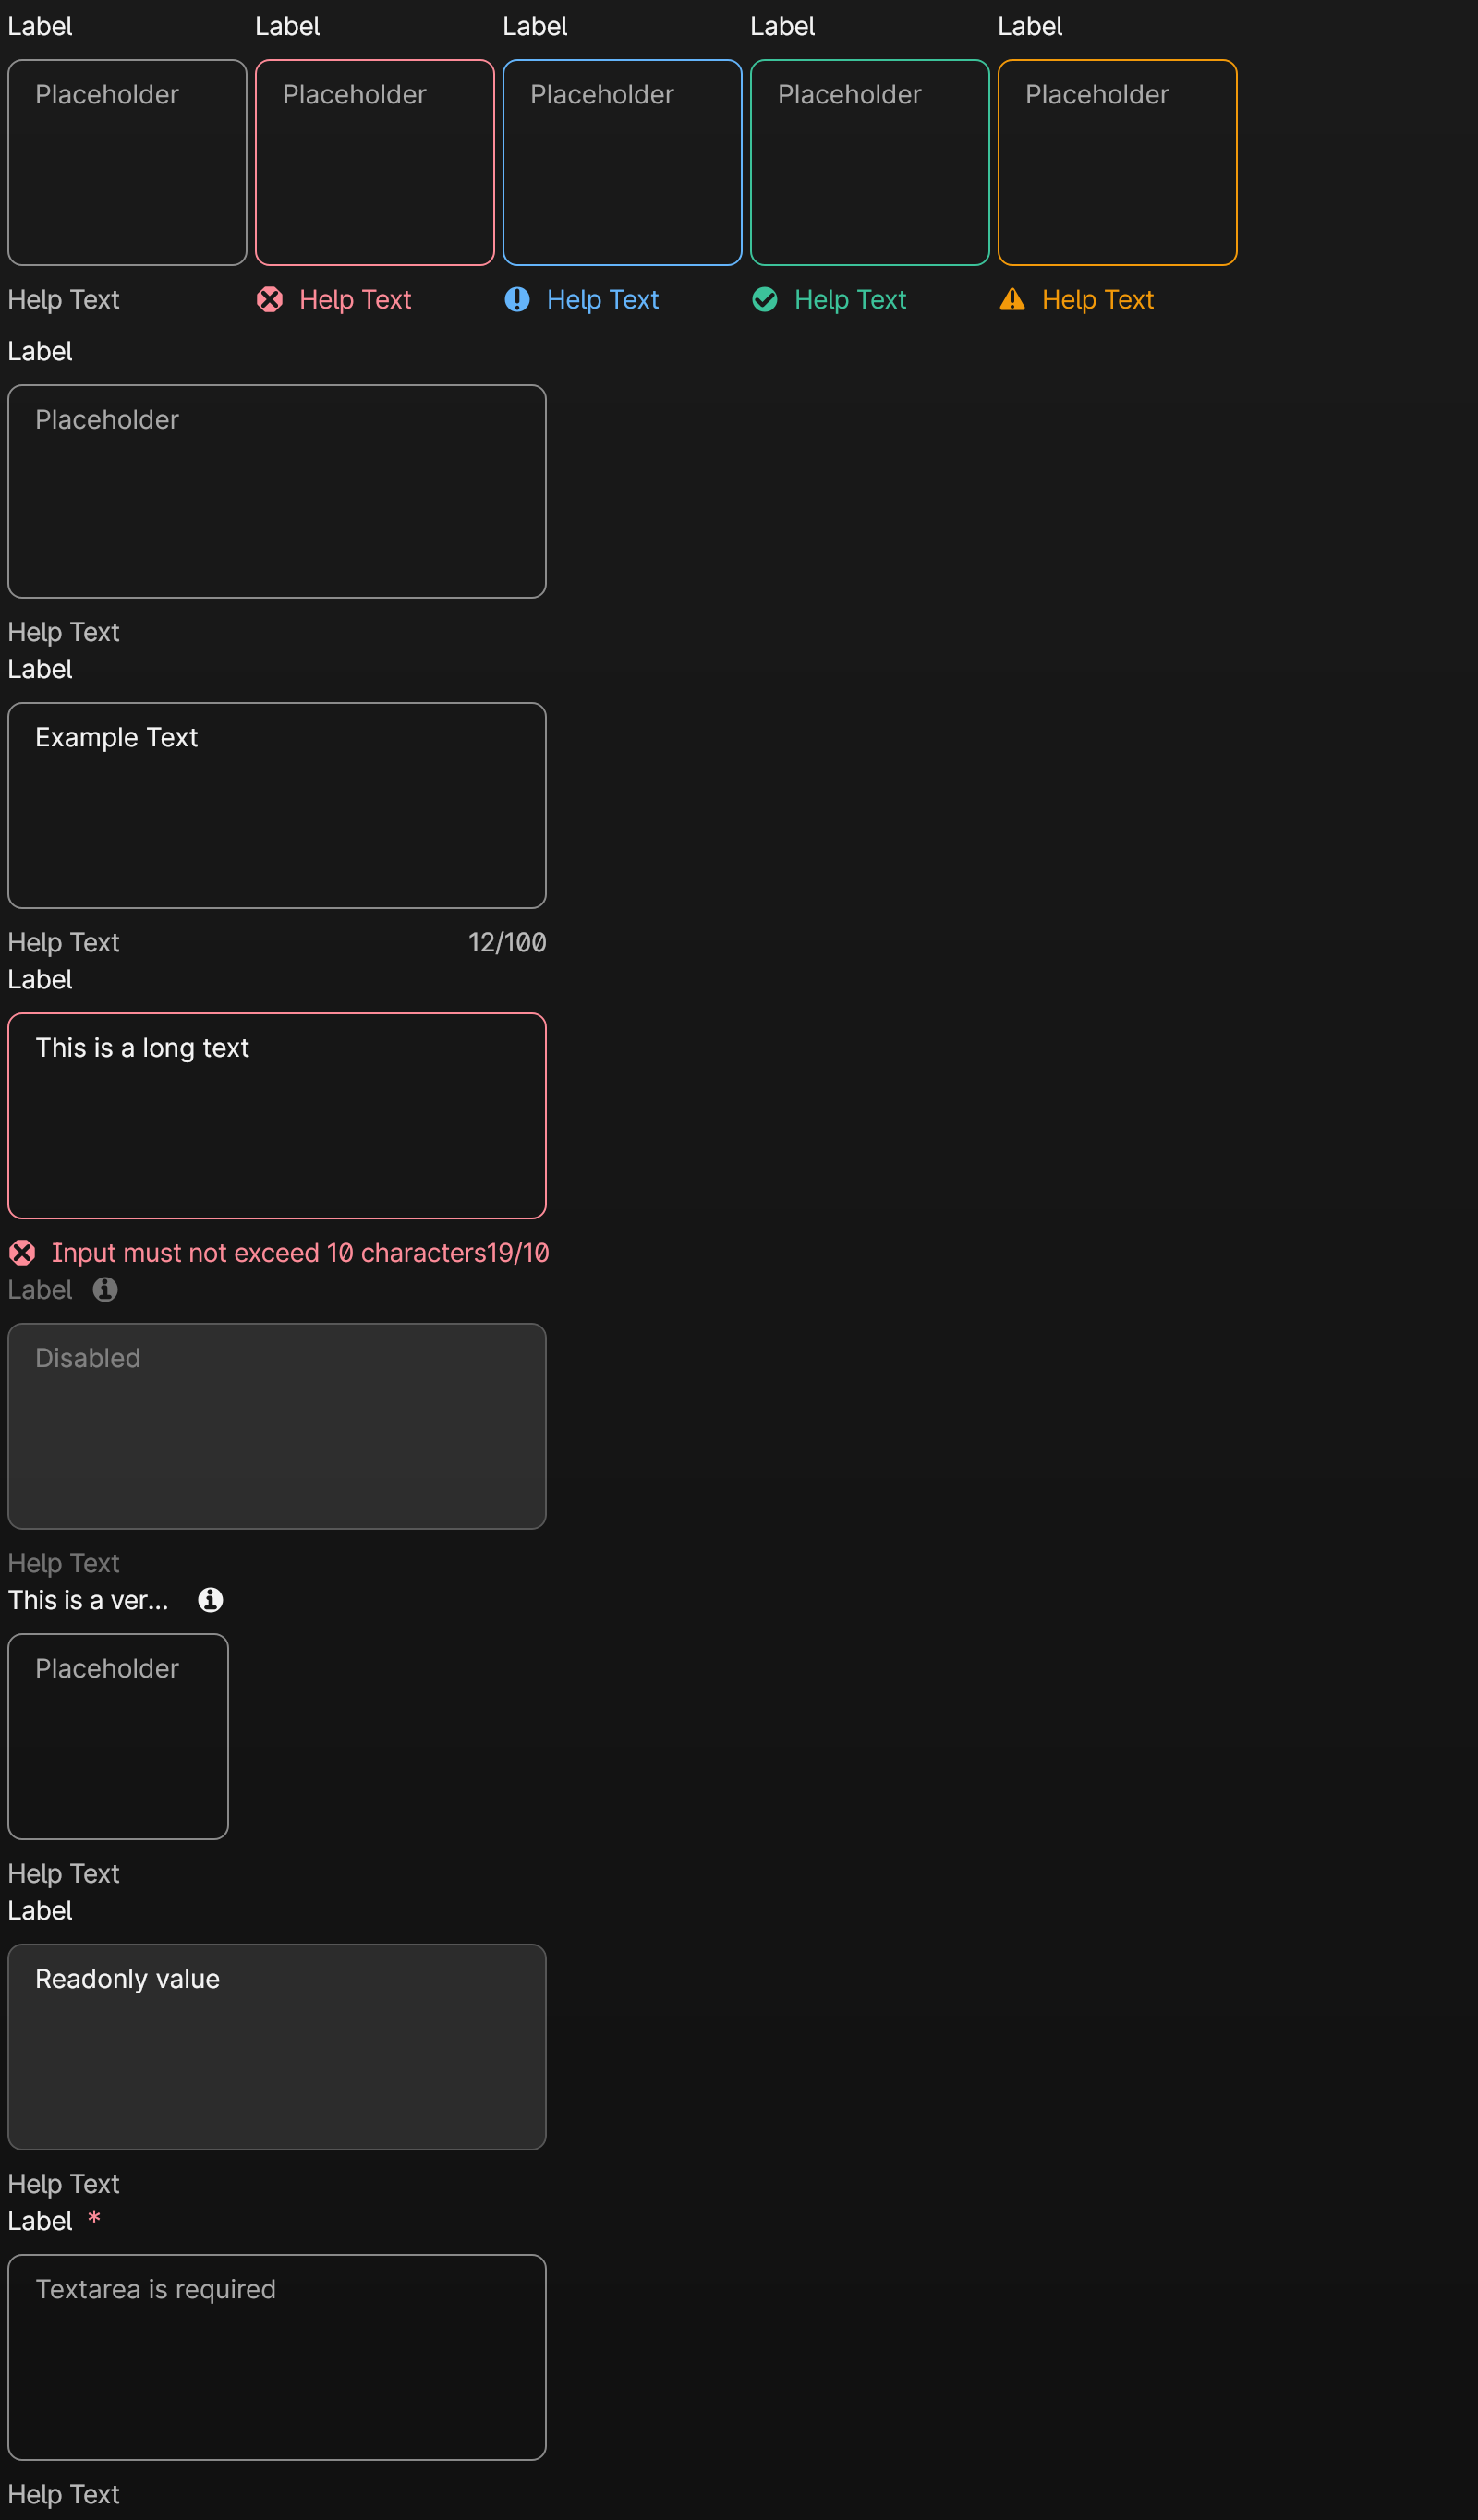 Label Label Label Label Label
Placeholder Placeholder Placeholder Placeholder Placeholder
Help Text Help Text Help Text Help Text Help Text
Label
Placeholder
Help Text
Label
Example Text
Help Text 12/100
Label
This is a long text
Input must not exceed 10 characters19/10
Label
Disabled
Help Text
This is a ver...
Placeholder
Help Text
Label
Readonly value
Help Text
Label *
Textarea is required
Help Text